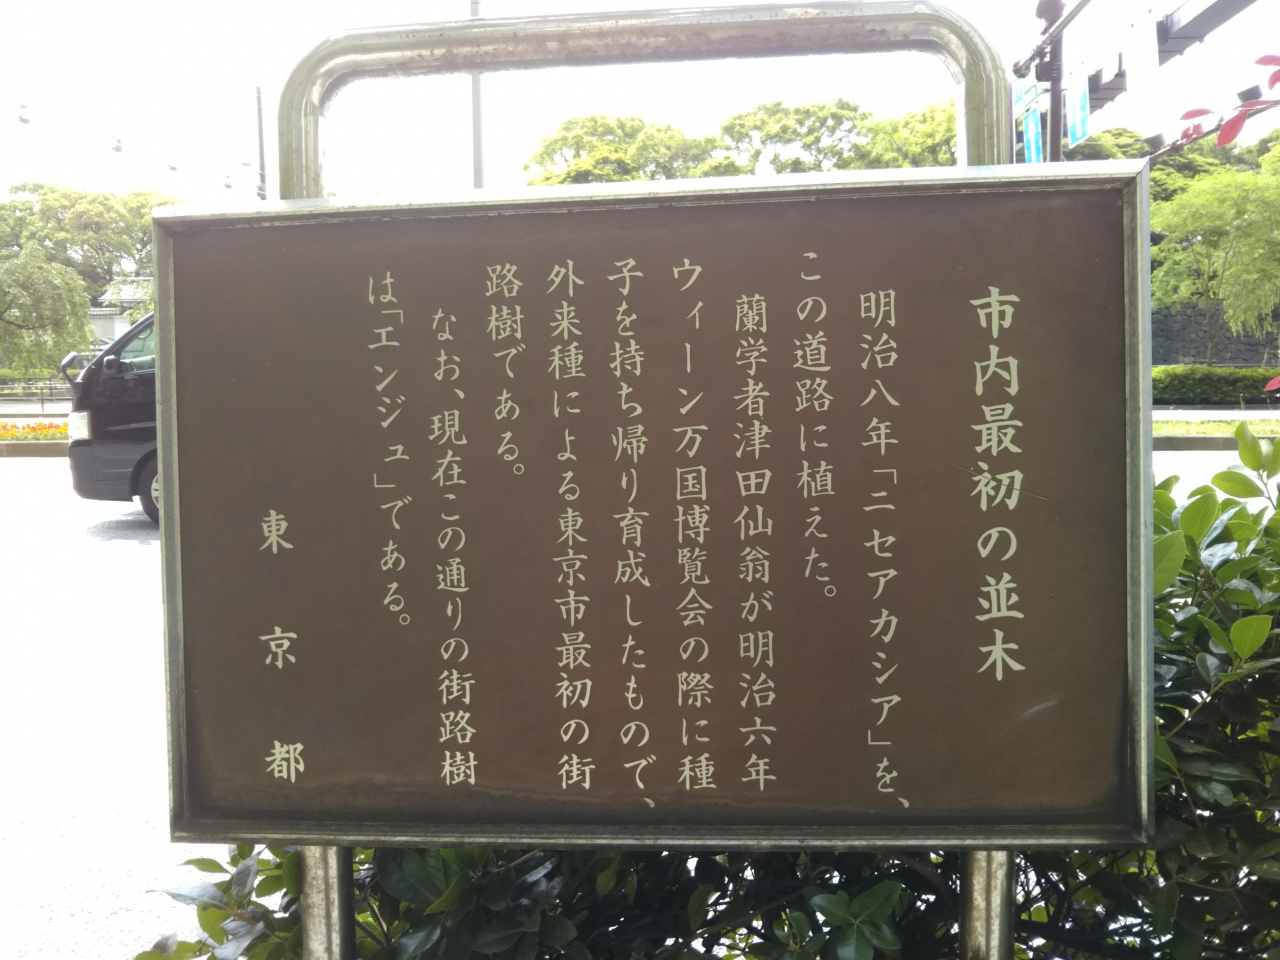 市内最初の並木
明治八年「ニセアカシア」を、
この道路に植えた。
蘭学者津田仙翁が明治六年
ウィーン万国博覧会の際に種
子を持ち帰り育成したもので、
外来種による東京市最初の街
路樹である。
なお、現在この通りの街路樹
は「エンジュ」である。
東京都